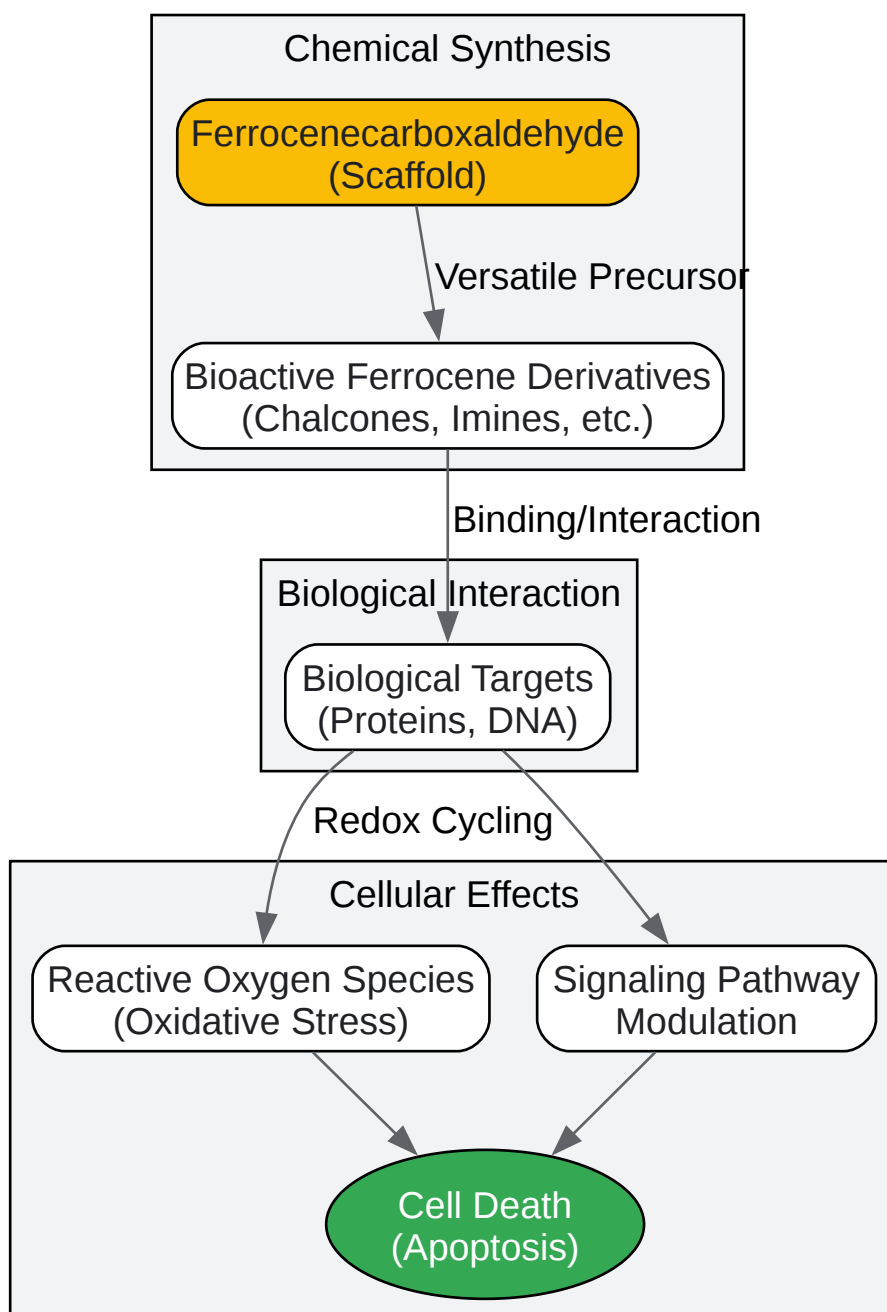 Chemical Synthesis
Ferrocenecarboxaldehyde
(Scaffold)
Versatile Precursor
Bioactive Ferrocene Derivatives
(Chalcones, Imines, etc.)
Binding/Interaction
Biological Interaction
Biological Targets
(Proteins, DNA)
Redox Cycling
Cellular Effects
Reactive Oxygen Species
(Oxidative Stress)
Signaling Pathway
Modulation
Cell Death
(Apoptosis)